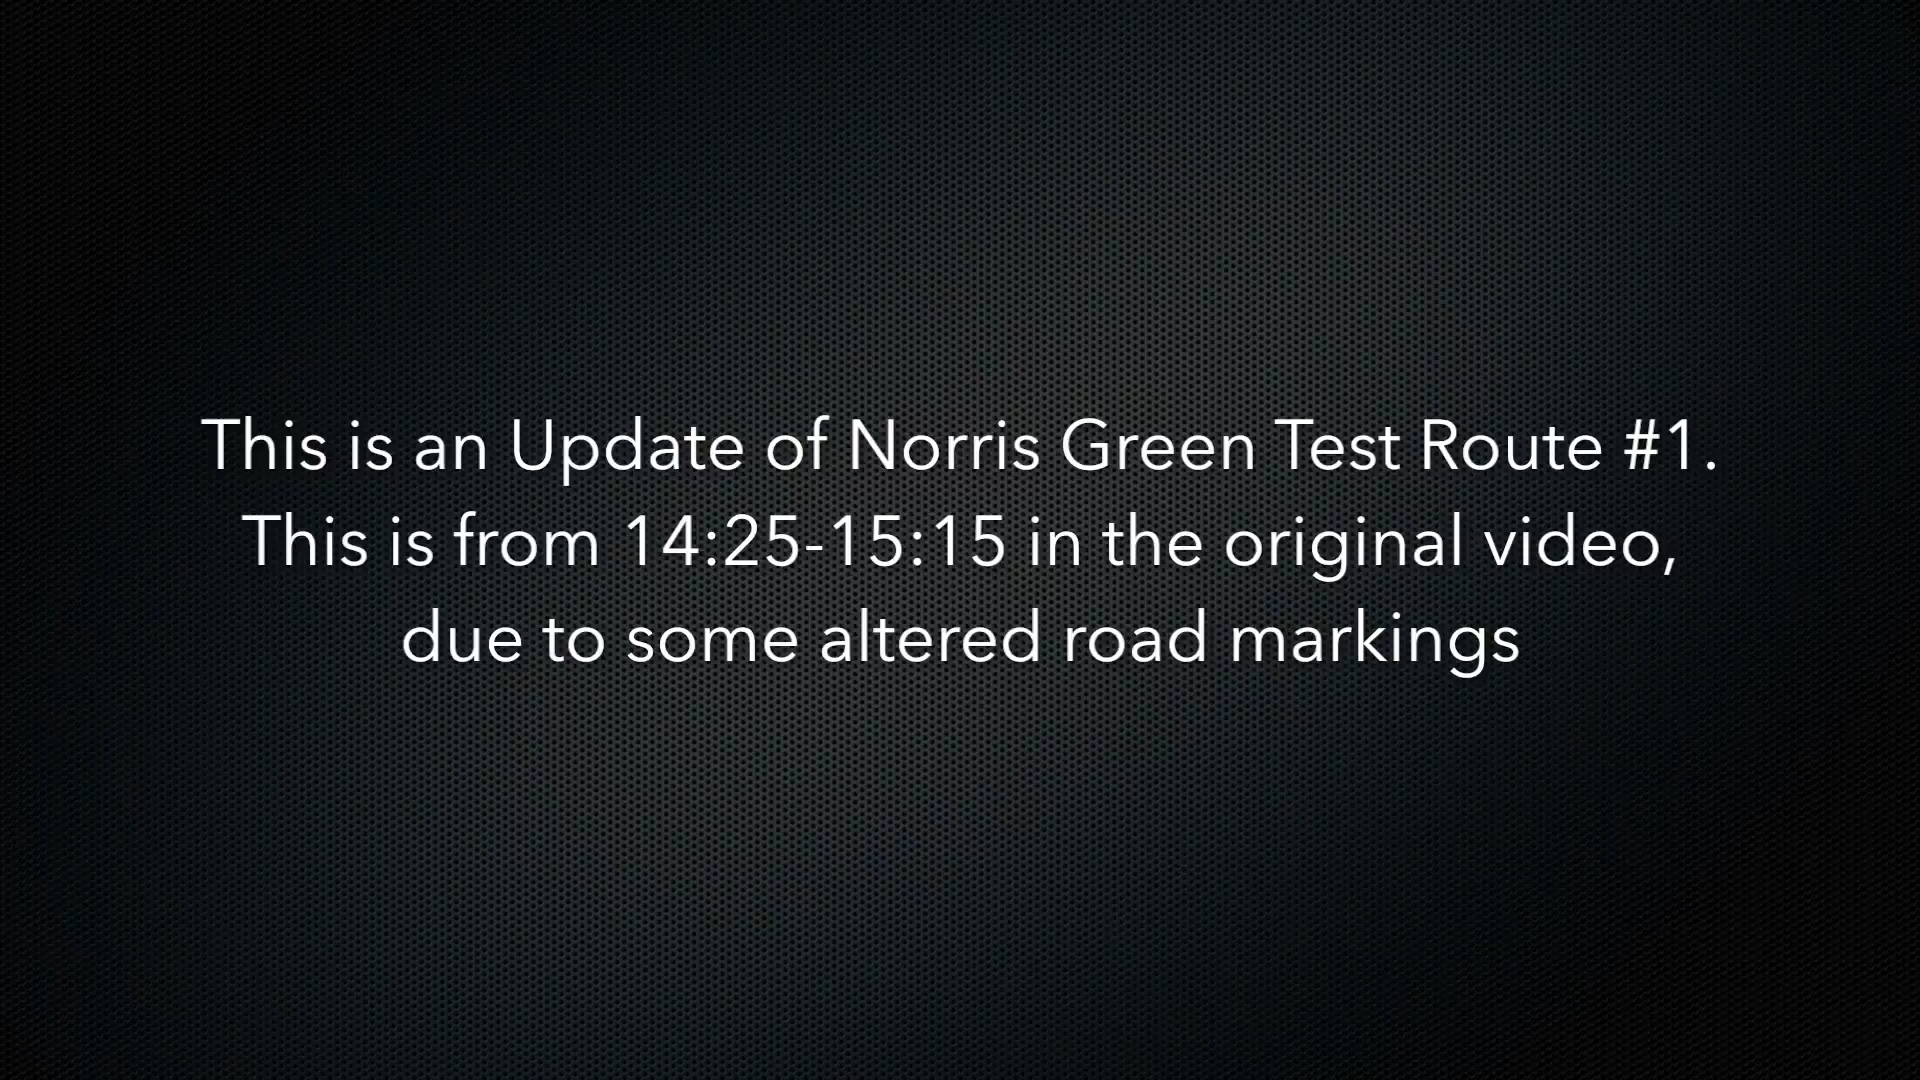 This is an Update of Norris Green Test Route #1.
This is from 14:25-15:15 in the original video,
due to some altered road markings